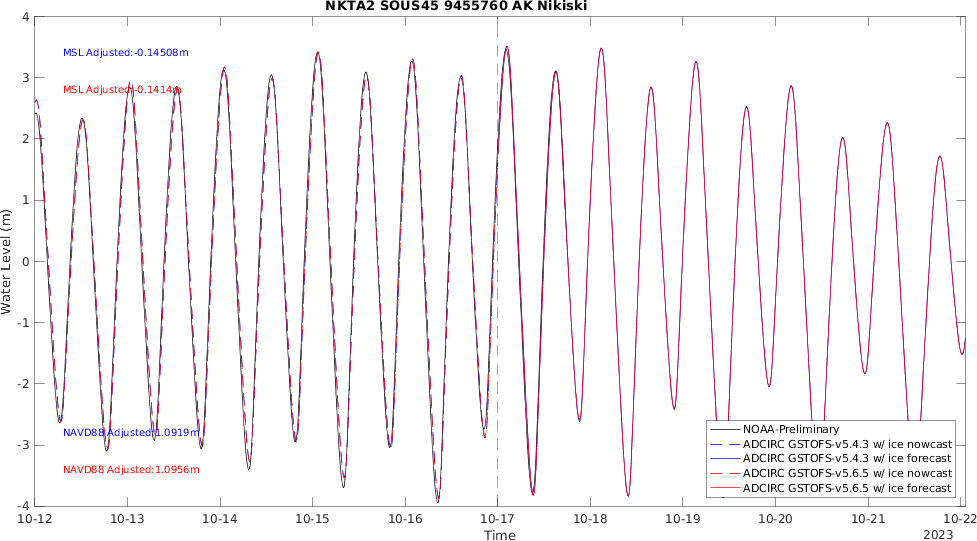 NKTA2 SOUS45 9455760 AK Nikiski
4
MSL Adjusted:-0.14508m
3
MSL Adjusted:-0.1414m
2
1
0
Water Level (m)
-1
-2
NOAA-Preliminary
NAVD88 Adjusted:1.0919m
-3
ADCIRC GSTOFS-v5.4.3 w/ ice nowcast
ADCIRC GSTOFS-v5.4.3 w/ ice forecast
NAVD88 Adjusted:1.0956m
ADCIRC GSTOFS-v5.6.5 w/ ice nowcast
ADCIRC GSTOFS-v5.6.5 w/ ice forecast
-4
10-12 10-13 10-14 10-15 10-16 10-17 10-18 10-19 10-20 10-21 10-22
Time
2023